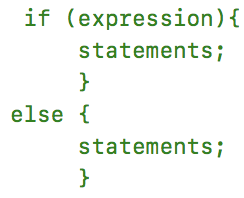 if (expression){
statements;
}
else {
statements;
}